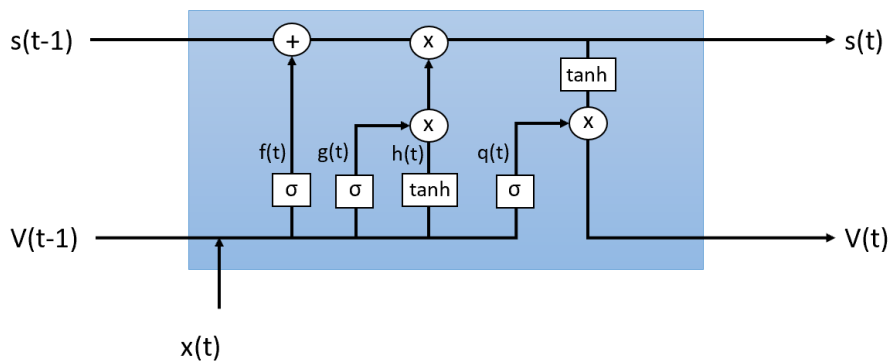 s(t-1) + x s(t)
tanh
x x
f(t) g(t) h(t) q(t)
σ σ tanh σ
V(t-1) V(t)
x(t)